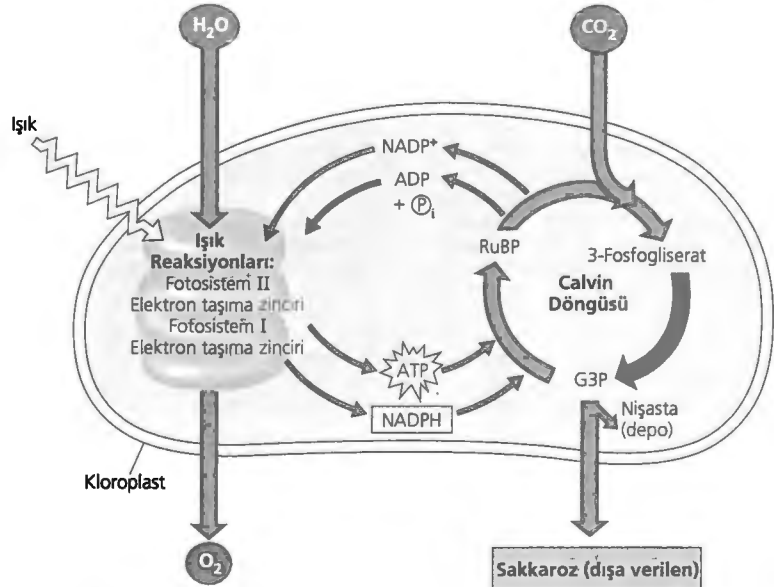 H₂O
CO₂
Işık
NADP⁺
ADP
+ Ⓟᵢ
Işık
Reaksiyonları:
Fotosistem II
Elektron taşıma zinciri
Fotosistem I
Elektron taşıma zinciri
RuBP
3-Fosfogliserat
Calvin
Döngüsü
ATP
NADPH
G3P
Nişasta
(depo)
Kloroplast
O₂
Sakkaroz (dışa verilen)